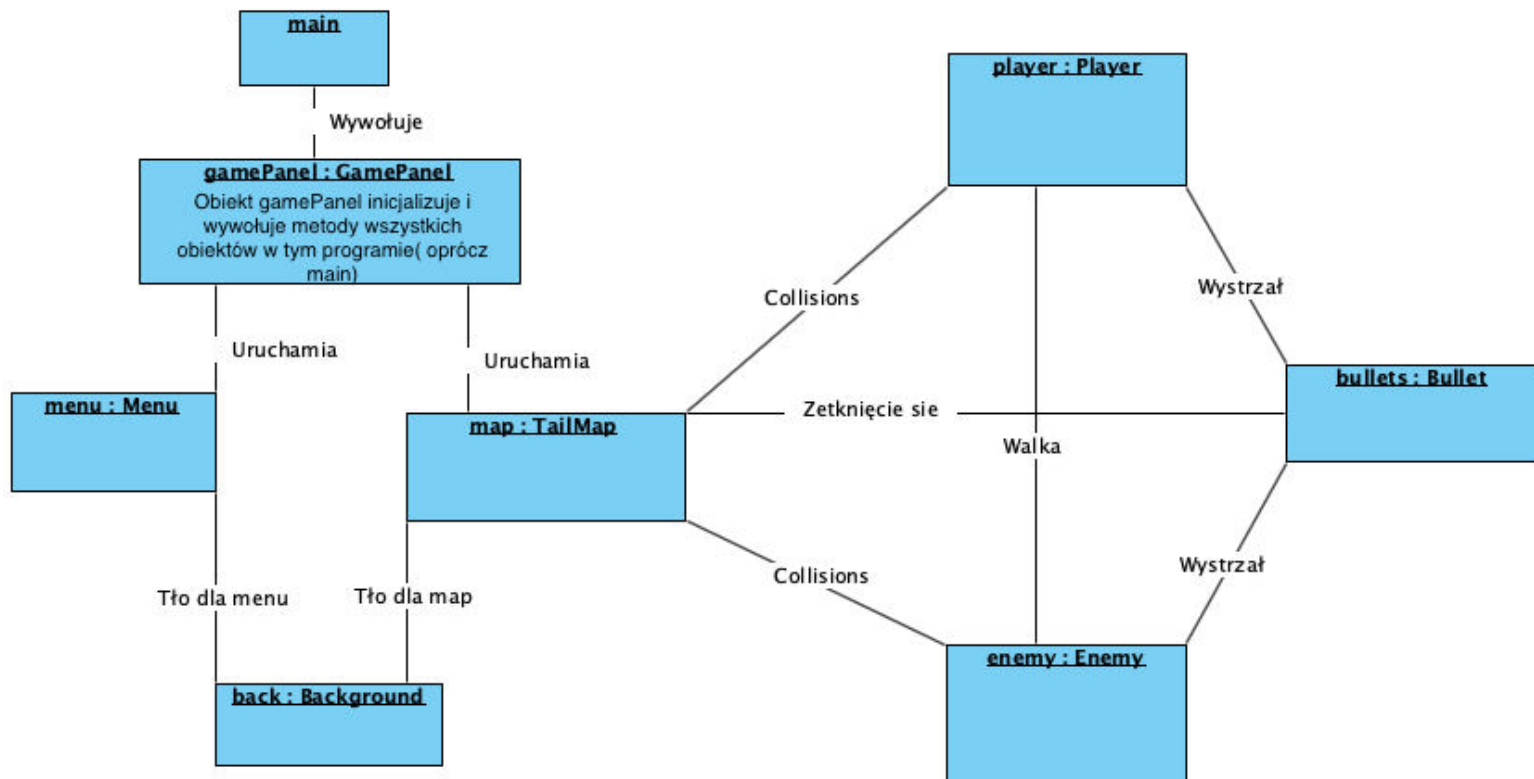 main
Wywołuje
gamePanel : GamePanel
Obiekt gamePanel inicjalizuje i
wywołuje metody wszystkich
obiektów w tym programie( oprócz
main)
Uruchamia
Uruchamia
menu : Menu
map : TailMap
Tło dla menu
Tło dla map
back : Background
player : Player
Collisions
Wystrzał
bullets : Bullet
Zetknięcie sie
Walka
Collisions
Wystrzał
enemy : Enemy